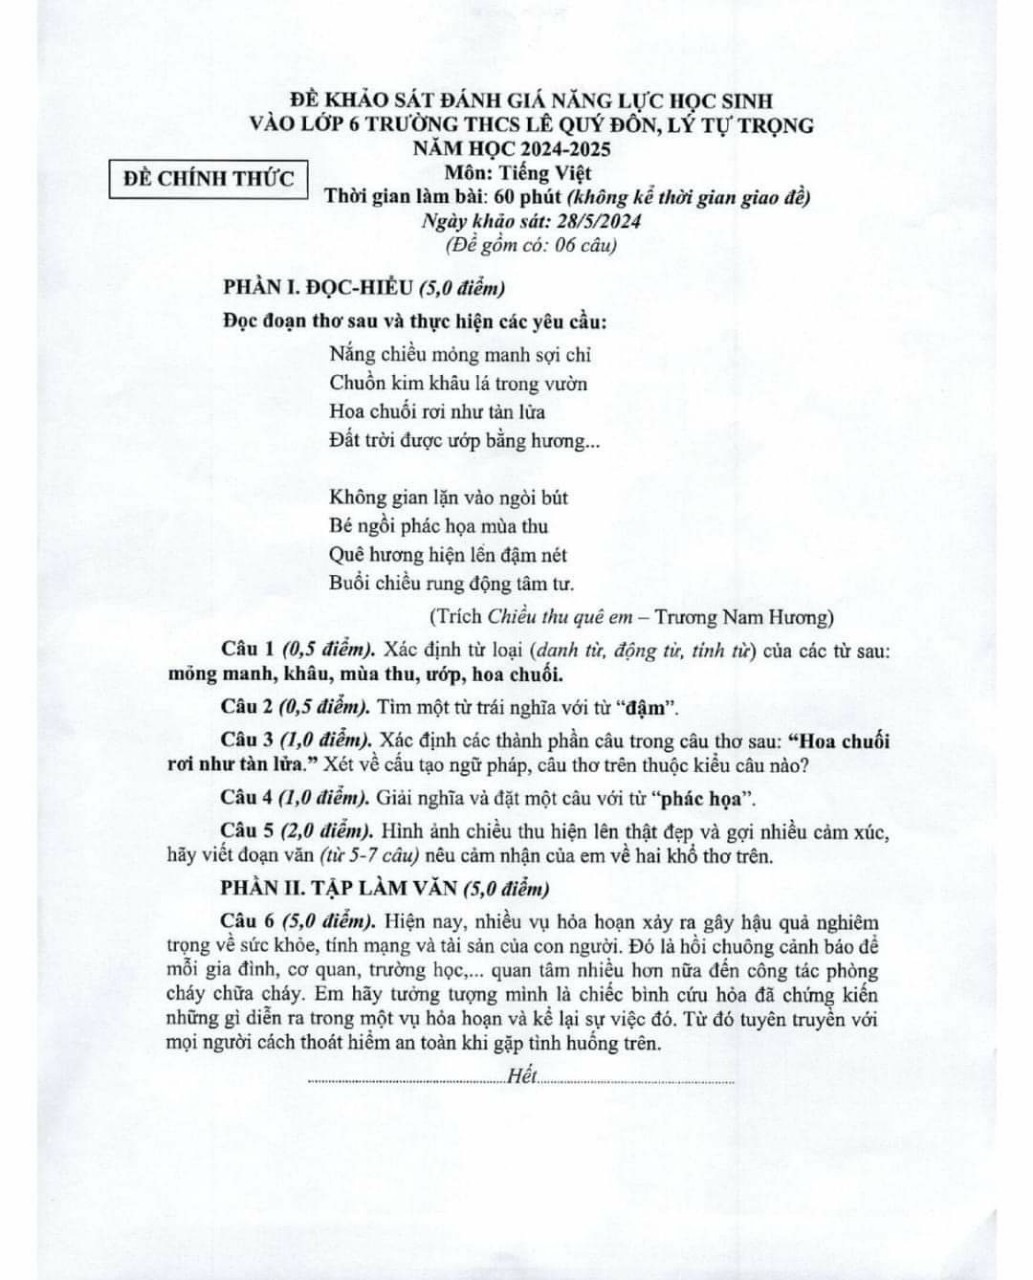 ĐỀ KHẢO SÁT ĐÁNH GIÁ NĂNG LỰC HỌC SINH
VÀO LỚP 6 TRƯỜNG THCS LÊ QUÝ ĐÔN, LÝ TỰ TRỌNG
NĂM HỌC 2024-2025
ĐỀ CHÍNH THỨC
Môn: Tiếng Việt
Thời gian làm bài: 60 phút (không kể thời gian giao đề)
Ngày khảo sát: 28/5/2024
(Đề gồm có: 06 câu)
PHẦN I. ĐỌC-HIỂU (5,0 điểm)
Đọc đoạn thơ sau và thực hiện các yêu cầu:
Nắng chiều mỏng manh sợi chỉ
Chuồn kim khâu lá trong vườn
Hoa chuối rơi như tàn lửa
Đất trời được ướp bằng hương...
Không gian lặn vào ngòi bút
Bé ngồi phác họa mùa thu
Quê hương hiện lên đậm nét
Buổi chiều rung động tâm tư.
(Trích Chiều thu quê em – Trương Nam Hương)
Câu 1 (0,5 điểm). Xác định từ loại (danh từ, động từ, tính từ) của các từ sau:
mỏng manh, khâu, mùa thu, ướp, hoa chuối.
Câu 2 (0,5 điểm). Tìm một từ trái nghĩa với từ “đậm”.
Câu 3 (1,0 điểm). Xác định các thành phần câu trong câu thơ sau: “Hoa chuối
rơi như tàn lửa.” Xét về cấu tạo ngữ pháp, câu thơ trên thuộc kiểu câu nào?
Câu 4 (1,0 điểm). Giải nghĩa và đặt một câu với từ “phác họa”.
Câu 5 (2,0 điểm). Hình ảnh chiều thu hiện lên thật đẹp và gợi nhiều cảm xúc,
hãy viết đoạn văn (từ 5-7 câu) nêu cảm nhận của em về hai khổ thơ trên.
PHẦN II. TẬP LÀM VĂN (5,0 điểm)
Câu 6 (5,0 điểm). Hiện nay, nhiều vụ hỏa hoạn xảy ra gây hậu quả nghiêm
trọng về sức khỏe, tính mạng và tài sản của con người. Đó là hồi chuông cảnh báo để
mỗi gia đình, cơ quan, trường học,... quan tâm nhiều hơn nữa đến công tác phòng
cháy chữa cháy. Em hãy tưởng tượng mình là chiếc bình cứu hỏa đã chứng kiến
những gì diễn ra trong một vụ hỏa hoạn và kể lại sự việc đó. Từ đó tuyên truyền với
mọi người cách thoát hiểm an toàn khi gặp tình huống trên.
..........Hết..........